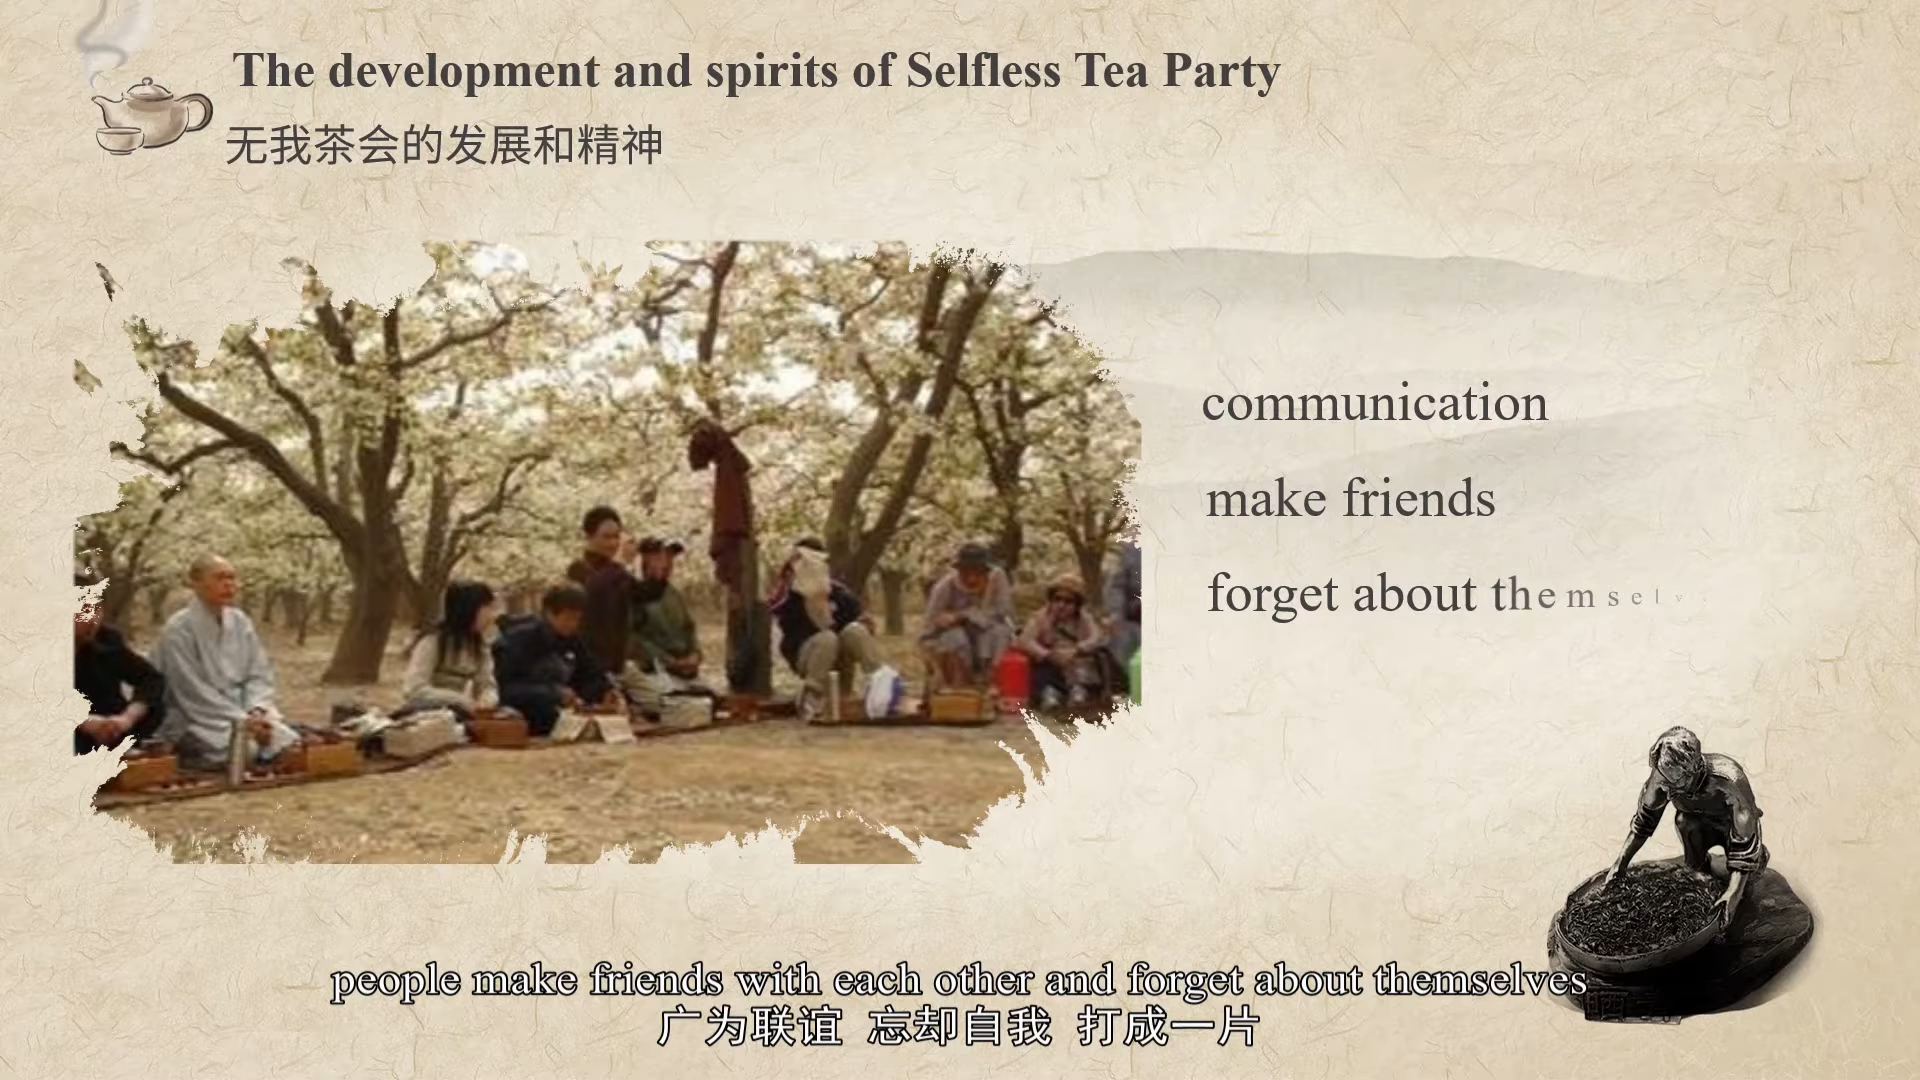 The development and spirits of Selfless Tea Party
无我茶会的发展和精神
communication
make friends
forget about themselv
people make friends with each other and forget about themselves
广为联谊 忘却自我 打成一片